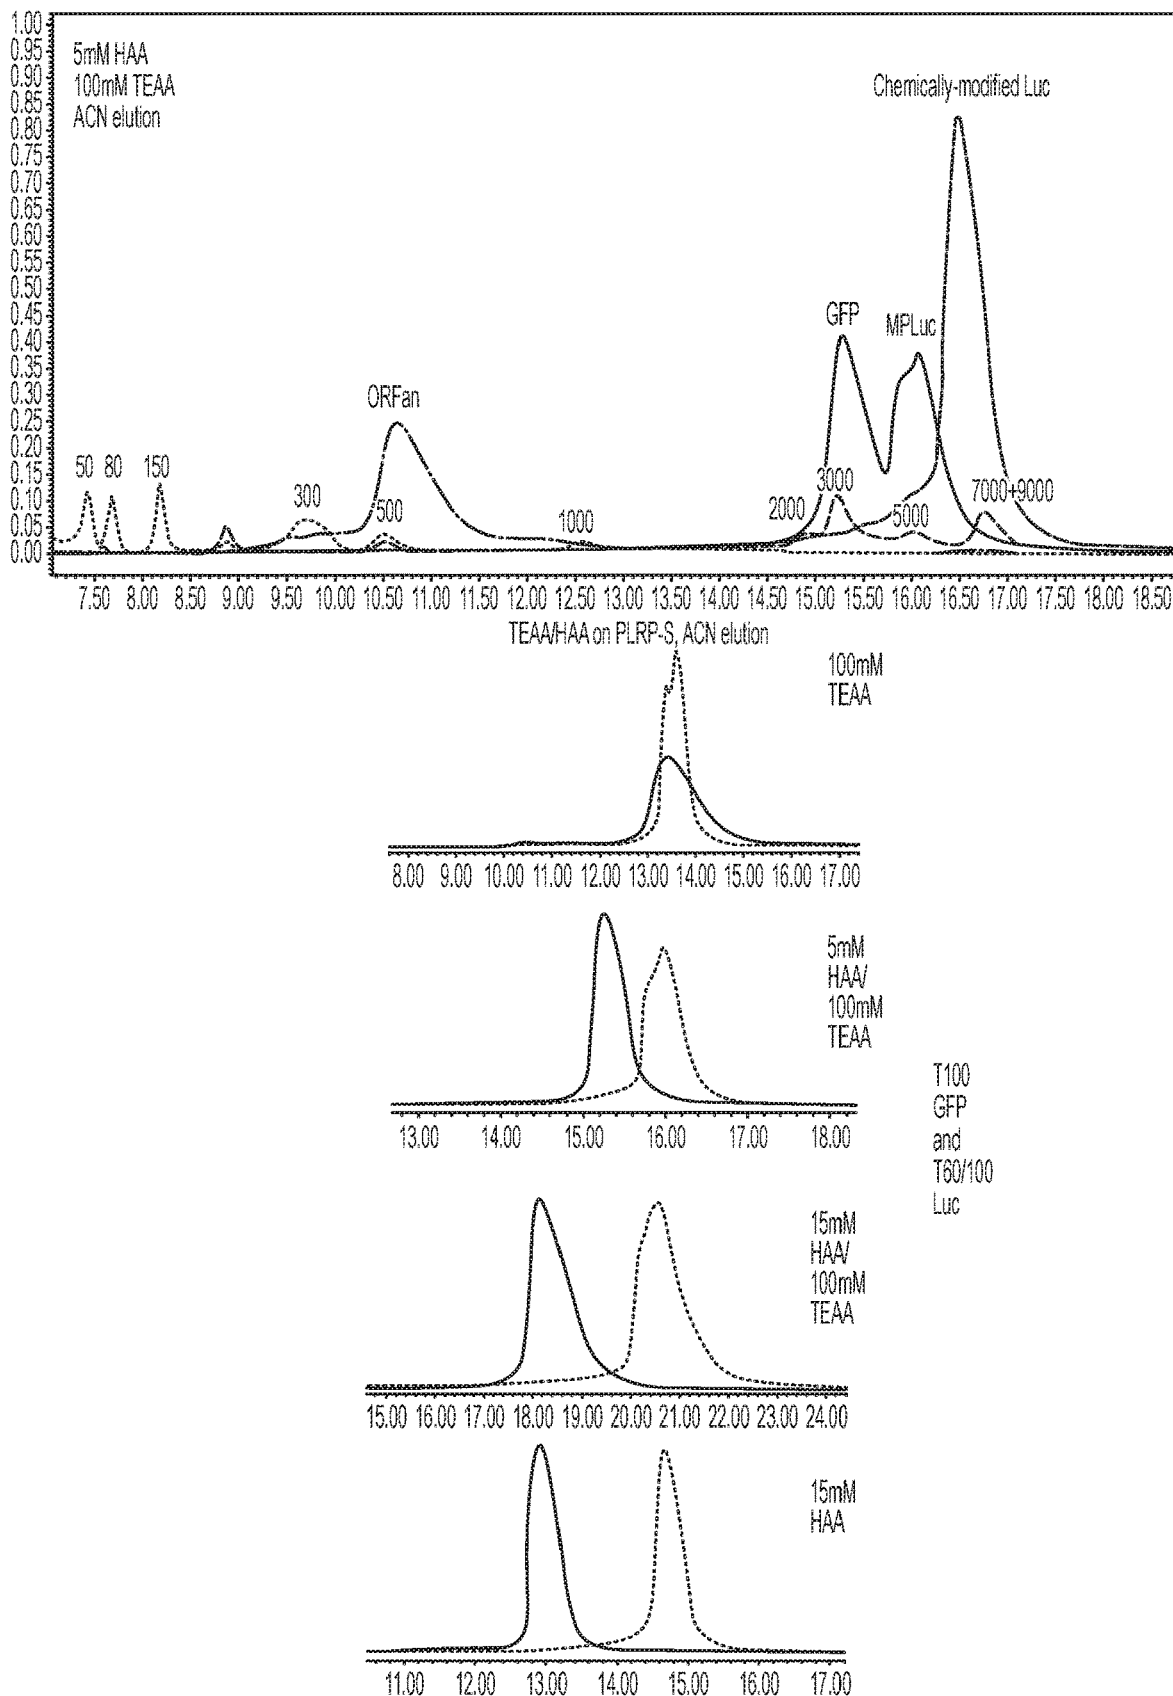 1.00
0.95
0.90
0.85
0.80
0.75
0.70
0.65
0.60
0.55
0.50
0.45
0.40
0.35
0.30
0.25
0.20
0.15
0.10
0.05
0.00
5mM HAA
100mM TEAA
ACN elution
Chemically-modified Luc
GFP
MPLuc
ORFan
50 80 150
300
500
1000
2000
3000
5000
7000+9000
7.50 8.00 8.50 9.00 9.50 10.00 10.50 11.00 11.50 12.00 12.50 13.00 13.50 14.00 14.50 15.00 15.50 16.00 16.50 17.00 17.50 18.00 18.50
TEAA/HAA on PLRP-S, ACN elution
100mM
TEAA
8.00 9.00 10.00 11.00 12.00 13.00 14.00 15.00 16.00 17.00
5mM
HAA/
100mM
TEAA
13.00 14.00 15.00 16.00 17.00 18.00
T100
GFP
and
T60/100
Luc
15mM
HAA/
100mM
TEAA
15.00 16.00 17.00 18.00 19.00 20.00 21.00 22.00 23.00 24.00
15mM
HAA
11.00 12.00 13.00 14.00 15.00 16.00 17.00